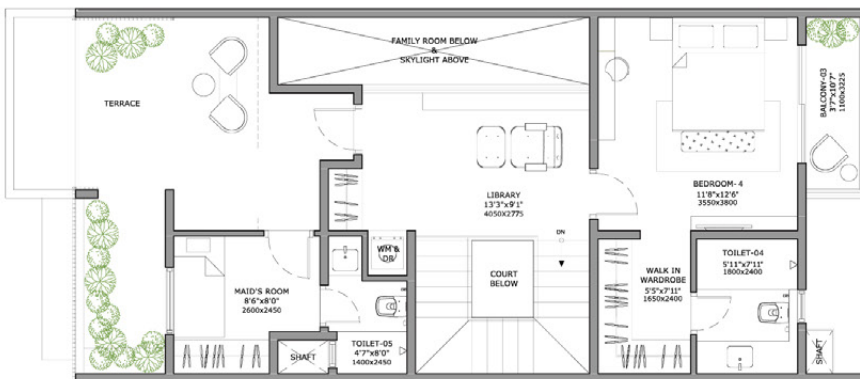 FAMILY ROOM BELOW
&
SKYLIGHT ABOVE
TERRACE
BALCONY-03
3'7"x10'7"
1100x3225
LIBRARY
13'3"x9'1"
4050x2775
BEDROOM- 4
11'8"x12'6"
3550x3800
DN
WM &
DB
COURT
BELOW
MAID'S ROOM
8'6"x8'0"
2600x2450
WALK IN
WARDROBE
5'5"x7'11"
1650x2400
TOILET-04
5'11"x7'11"
1800x2400
TOILET-05
4'7"x8'0"
1400x2450
SHAFT
SHAFT